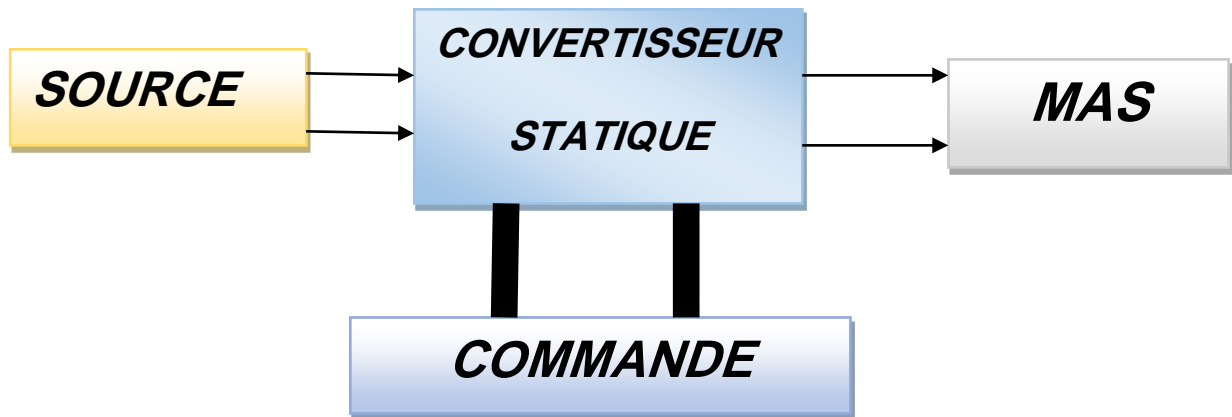 SOURCE
CONVERTISSEUR
STATIQUE
MAS
COMMANDE